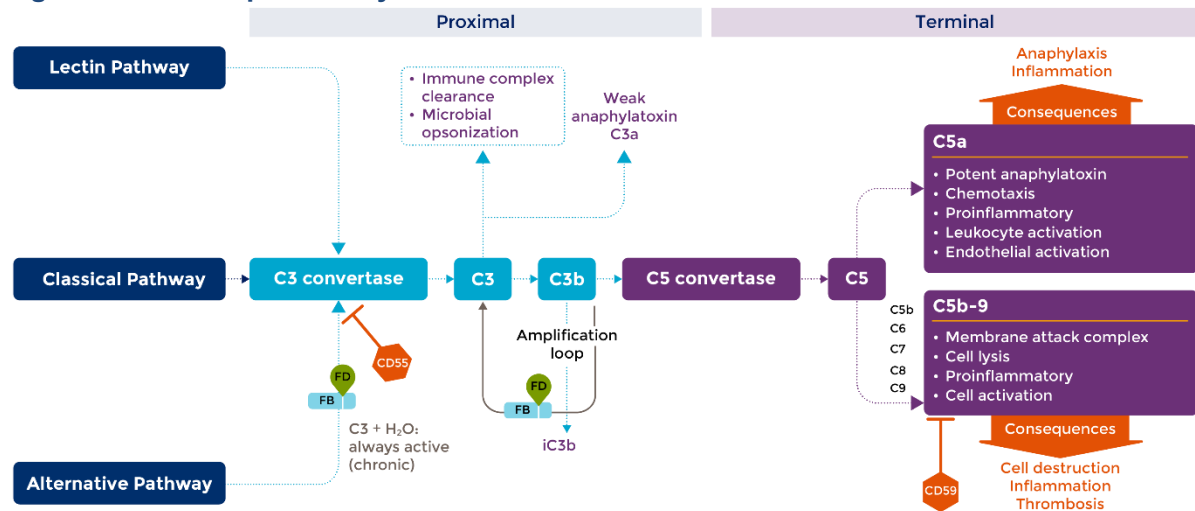 Proximal
Terminal
Lectin Pathway
• Immune complex
clearance
• Microbial
opsonization
Weak
anaphylatoxin
C3a
Anaphylaxis
Inflammation
Consequences
C5a
• Potent anaphylatoxin
• Chemotaxis
• Proinflammatory
• Leukocyte activation
• Endothelial activation
Classical Pathway
C3 convertase
C3
C3b
C5 convertase
C5
CD55
Amplification
loop
FD
FB
FD
FB
C3 + H₂O:
always active
(chronic)
iC3b
C5b
C6
C7
C8
C9
C5b-9
• Membrane attack complex
• Cell lysis
• Proinflammatory
• Cell activation
Consequences
Alternative Pathway
CD59
Cell destruction
Inflammation
Thrombosis